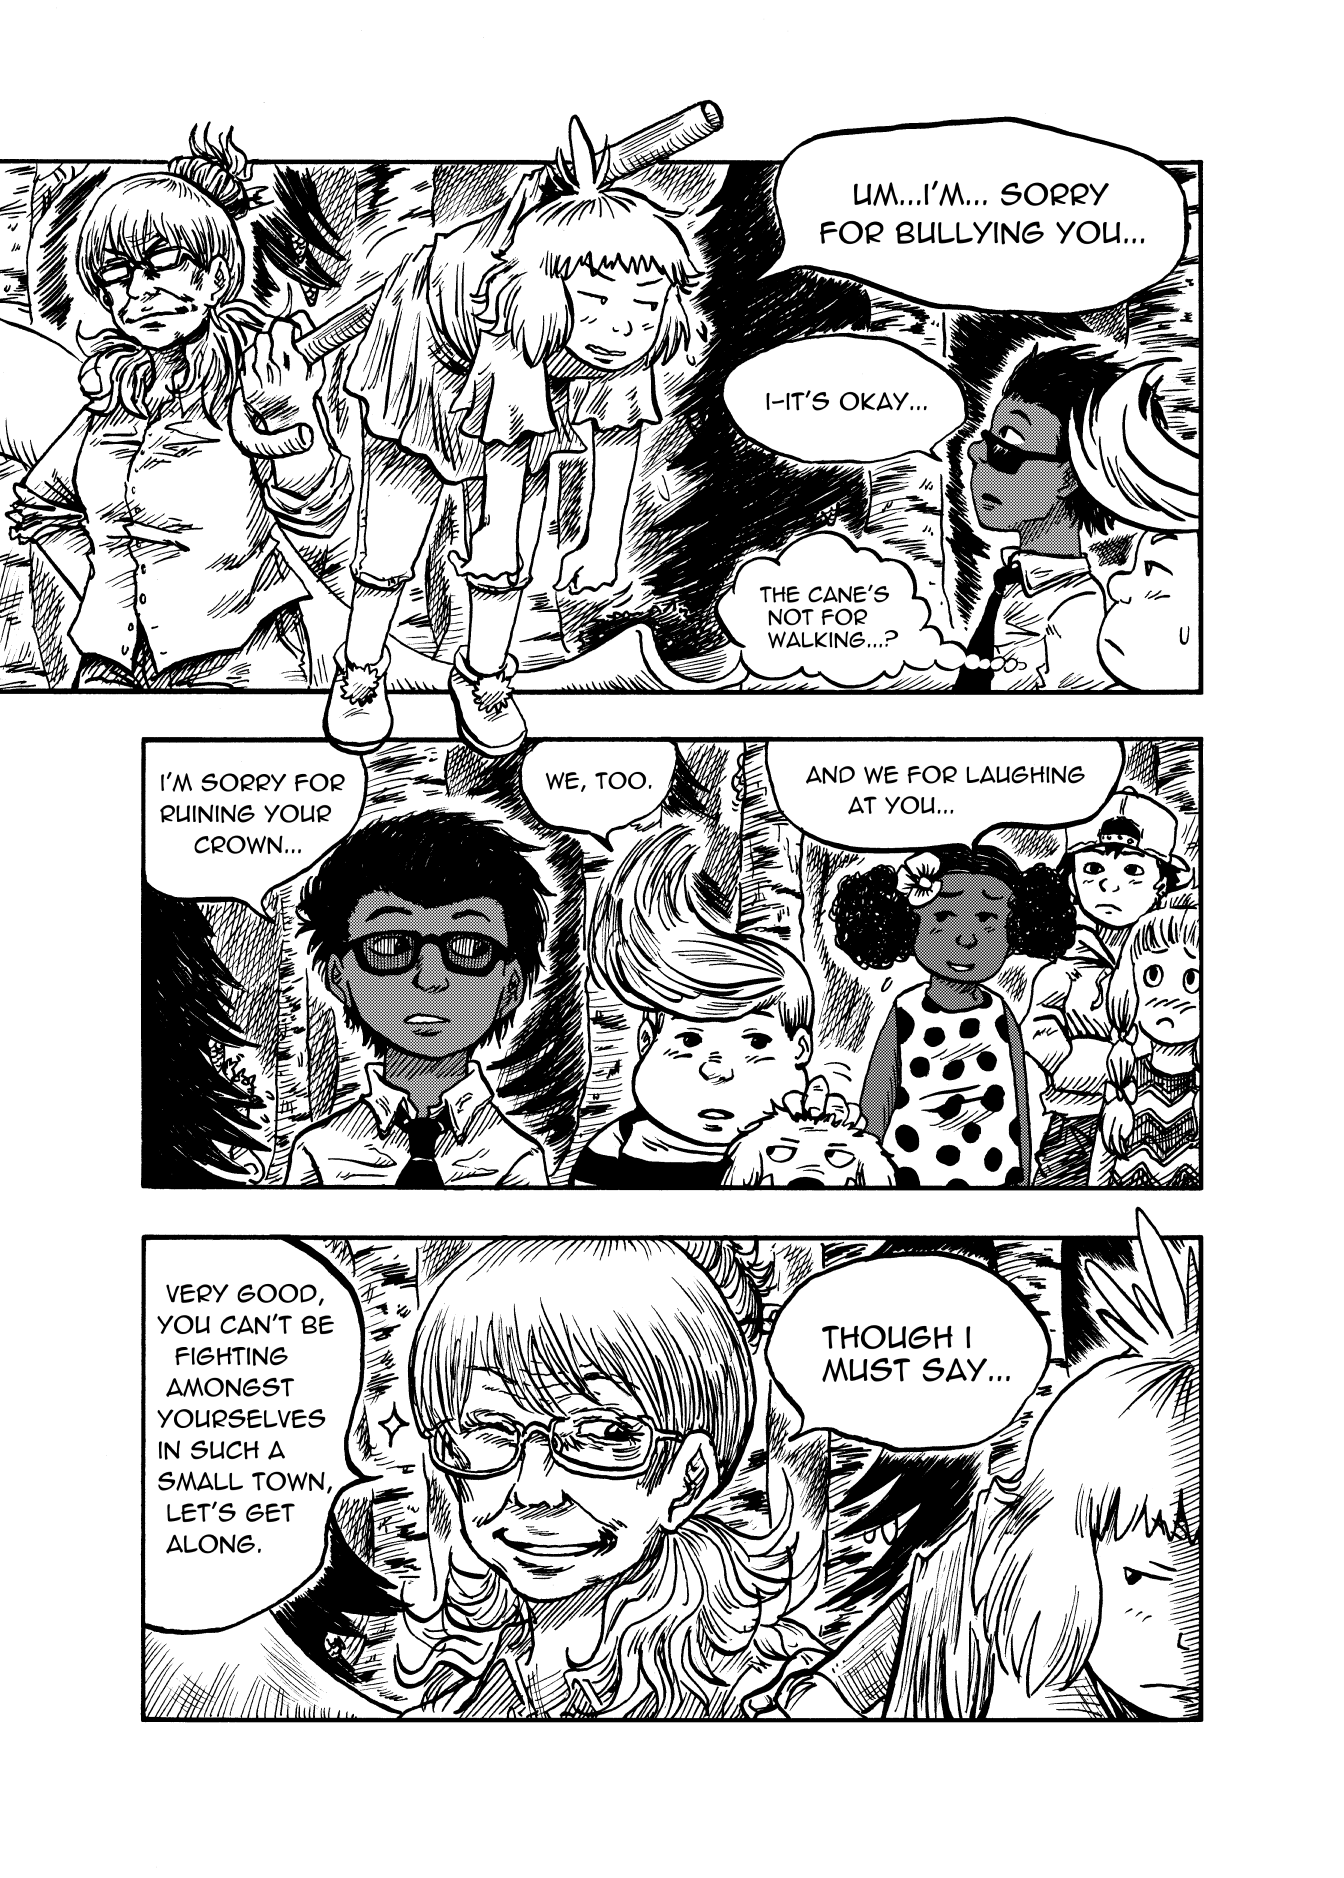 UM...I'M... SORRY
FOR BULLYING YOU...
I-IT'S OKAY...
THE CANE'S
NOT FOR
WALKING...?
I'M SORRY FOR
RUINING YOUR
CROWN...
WE, TOO.
AND WE FOR LAUGHING
AT YOU...
VERY GOOD,
YOU CAN'T BE
FIGHTING
AMONGST
YOURSELVES
IN SUCH A
SMALL TOWN,
LET'S GET
ALONG.
THOUGH I
MUST SAY...